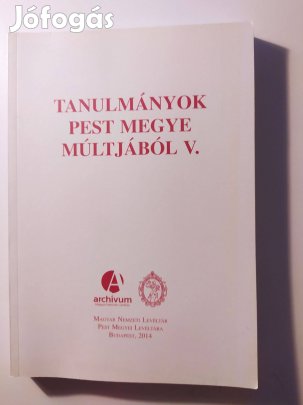 Jófogás
TANULMÁNYOK
PEST MEGYE
MÚLTJÁBÓL V.
archivum
MAGYAR NEMZETI LEVÉLTÁR
PEST MEGYEI LEVÉLTÁRA
BUDAPEST, 2014